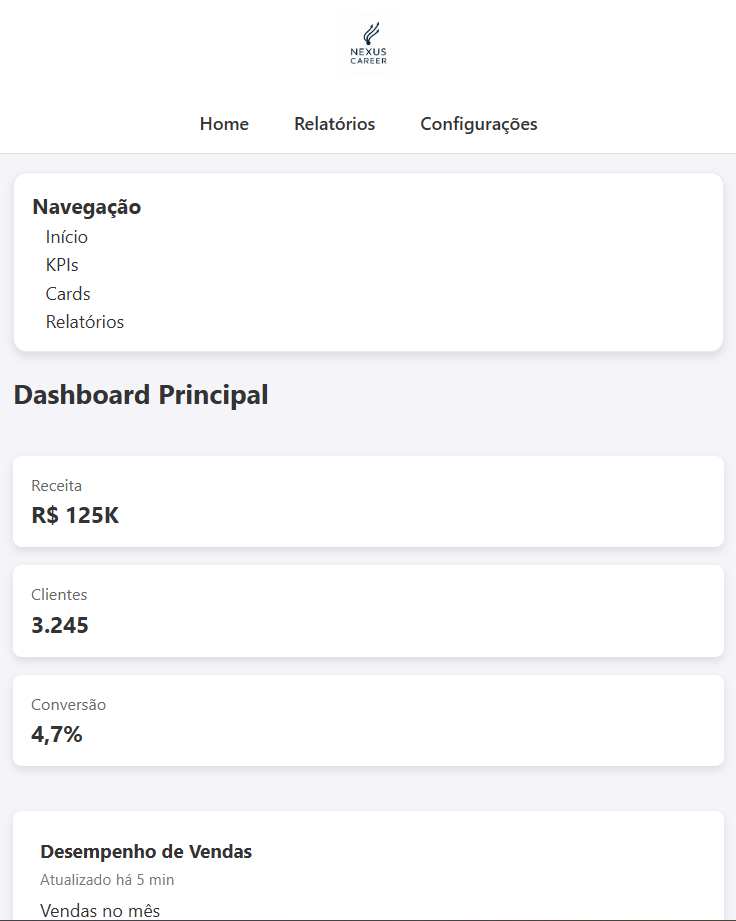 NEXUS
CAREER
Home Relatórios Configurações
Navegação
Início
KPIs
Cards
Relatórios
Dashboard Principal
Receita
R$ 125K
Clientes
3.245
Conversão
4,7%
Desempenho de Vendas
Atualizado há 5 min
Vendas no mês